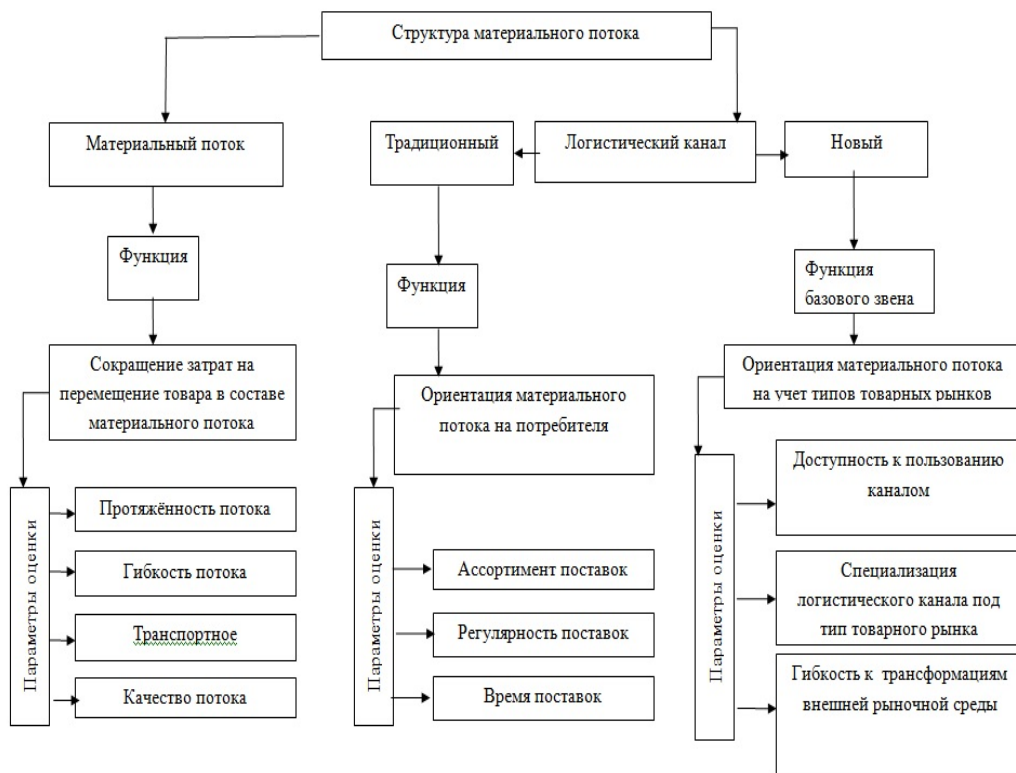 Структура материального потока
Материальный поток
Традиционный
Логистический канал
Новый
Функция
Функция
Функция
базового звена
Сокращение затрат на
перемещение товара в составе
материального потока
Ориентация материального
потока на потребителя
Ориентация материального потока
на учет типов товарных рынков
Параметры оценки
Протяжённость потока
Гибкость потока
Транспортное
Качество потока
Параметры оценки
Ассортимент поставок
Регулярность поставок
Время поставок
Параметры оценки
Доступность к пользованию
каналом
Специализация
логистического канала под
тип товарного рынка
Гибкость к трансформациям
внешней рыночной среды